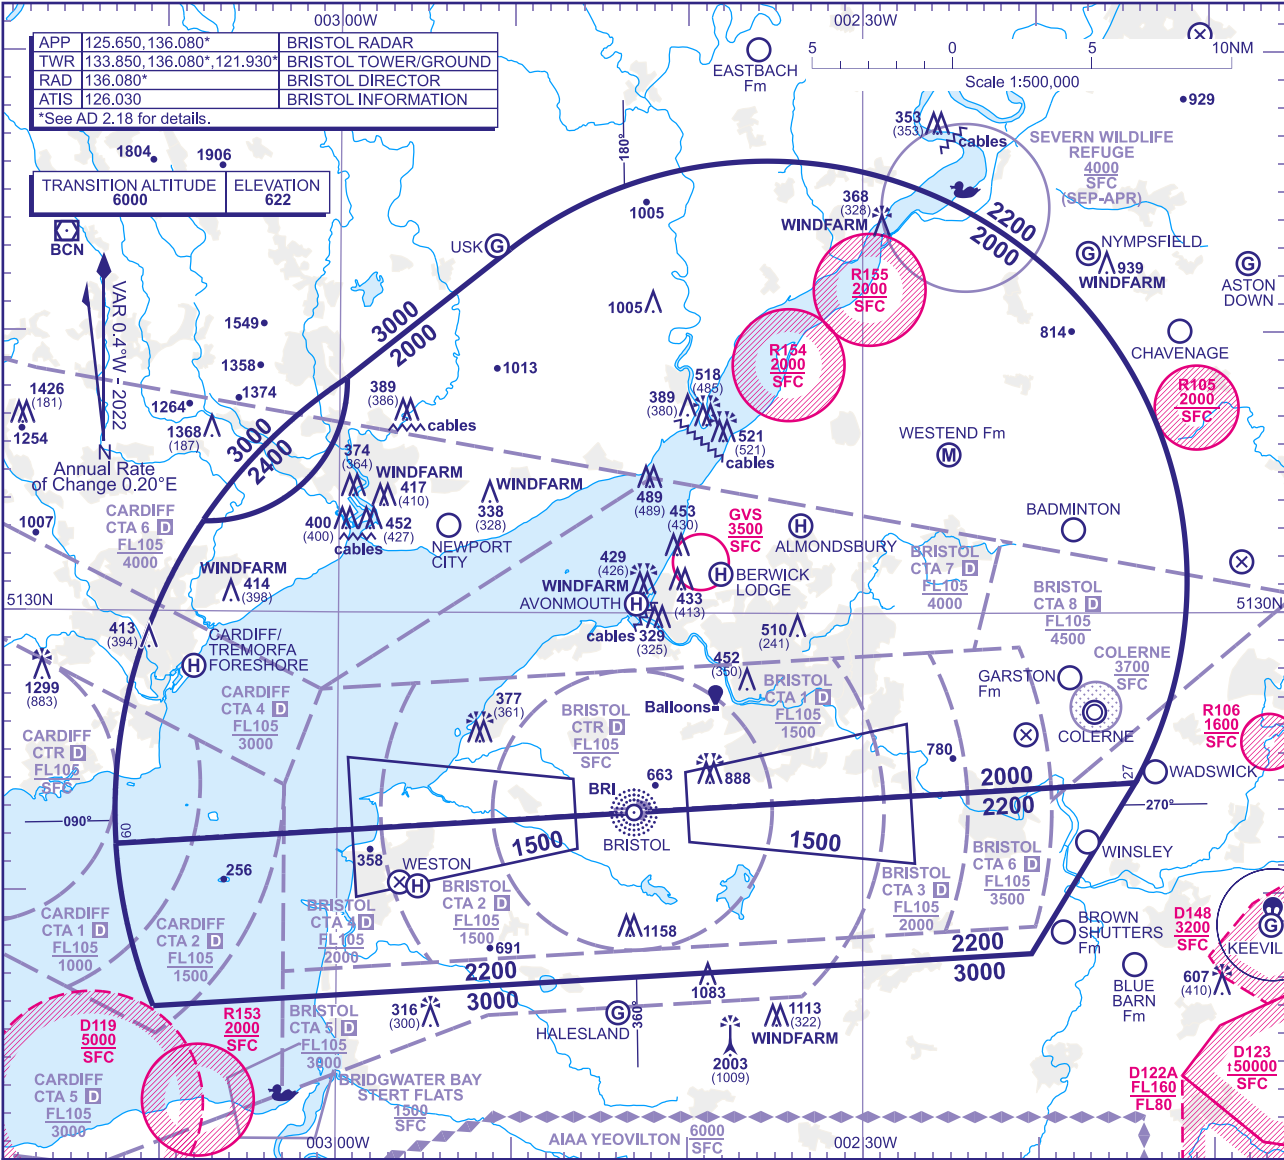 003°00'W
002°30'W
APP 125.650,136.080* BRISTOL RADAR
TWR 133.850,136.080*,121.930* BRISTOL TOWER/GROUND
RAD 136.080* BRISTOL DIRECTOR
ATIS 126.030 BRISTOL INFORMATION
*See AD 2.18 for details.
EASTBACH
Fm
5 0 5 10NM
Scale 1:500,000
929
353
(353)
cables
SEVERN WILDLIFE
REFUGE
4000
SFC
(SEP-APR)
1804
1906
180°
TRANSITION ALTITUDE
6000
ELEVATION
622
1005
368
(328)
WINDFARM
2200
2000
BCN
USK
G
G
NYMPSFIELD
939
WINDFARM
G
ASTON
DOWN
R155
2000
SFC
VAR 0.4°W - 2022
3000
2000
1005
1549
814
CHAVENAGE
R154
2000
SFC
1358
1013
1426
(181)
1254
1374
1264
1368
(187)
389
(386)
cables
518
(485)
389
(380)
R105
2000
SFC
521
(521)
cables
WESTEND Fm
M
3000
2400
N
Annual Rate
of Change 0.20°E
374
(364)
WINDFARM
417
(410)
WINDFARM
338
(328)
489
(489)
CARDIFF
CTA 6 D
FL105
4000
1007
400
(400)
452
(427)
cables
NEWPORT
CITY
453
(430)
GVS
3500
SFC
H
ALMONDSBURY
BADMINTON
BRISTOL
CTA 7 D
FL105
4000
429
(426)
WINDFARM
AVONMOUTH
H
H
BERWICK
LODGE
433
(413)
BRISTOL
CTA 8 D
FL105
4500
WINDFARM
414
(398)
5130N
5130N
413
(394)
CARDIFF/
TREMORFA
FORESHORE
H
cables
329
(325)
510
(241)
1299
(883)
CARDIFF
CTA 4 D
FL105
3000
452
(350)
GARSTON
Fm
COLERNE
3700
SFC
COLERNE
377
(361)
BRISTOL
CTR D
FL105
SFC
Balloons
BRISTOL
CTA 1 D
FL105
1500
R106
1600
SFC
CARDIFF
CTR D
FL105
SFC
780
663
888
BRI
BRISTOL
2000
2200
27
WADSWICK
270°
090°
09
1500
1500
358
WESTON
H
WINSLEY
256
BRISTOL
CTA 2 D
FL105
1500
BRISTOL
CTA 3 D
FL105
2000
BRISTOL
CTA 6 D
FL105
3500
BRISTOL
CTA 4 D
FL105
2000
CARDIFF
CTA 1 D
FL105
1000
CARDIFF
CTA 2 D
FL105
1500
1158
BROWN
SHUTTERS
Fm
D148
3200
SFC
G
KEEVIL
691
2200
3000
2200
3000
1083
BLUE
BARN
Fm
607
(410)
D119
5000
SFC
R153
2000
SFC
BRISTOL
CTA 5 D
FL105
3000
316
(300)
HALESLAND
G
360°
1113
(322)
WINDFARM
2003
(1009)
D123
↑50000
SFC
D122A
FL160
FL80
CARDIFF
CTA 5 D
FL105
3000
BRIDGWATER BAY
STERT FLATS
1500
SFC
AIAA YEOVILTON
6000
SFC
003°00'W
002°30'W